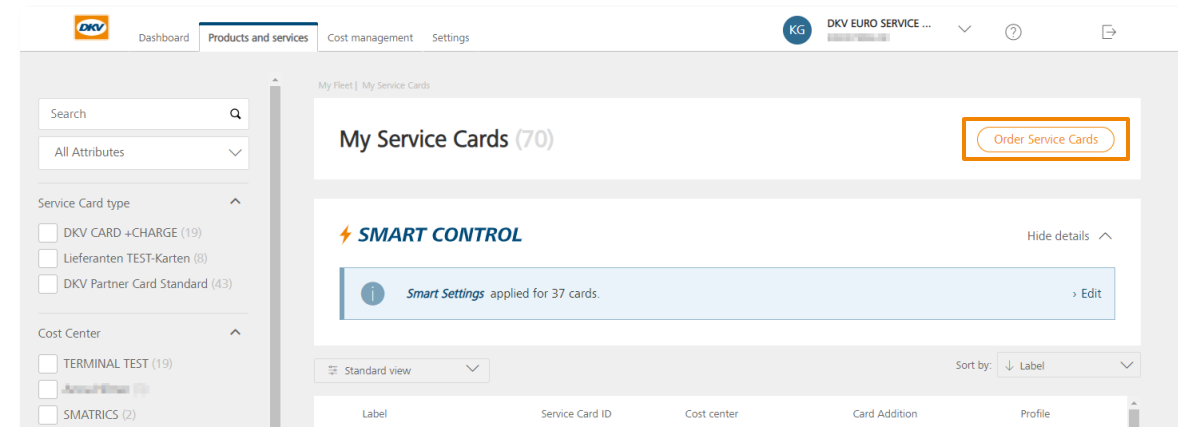 DKV
Dashboard
Products and services
Cost management
Settings
KG
DKV EURO SERVICE ...
?
Search
All Attributes
Service Card type
DKV CARD +CHARGE (19)
Lieferanten TEST-Karten (8)
DKV Partner Card Standard (43)
Cost Center
TERMINAL TEST (19)
SMATRICS (2)
My Fleet | My Service Cards
My Service Cards (70)
Order Service Cards
SMART CONTROL
Hide details
i
Smart Settings applied for 37 cards.
› Edit
Standard view
Sort by: ↓ Label
Label Service Card ID Cost center Card Addition Profile